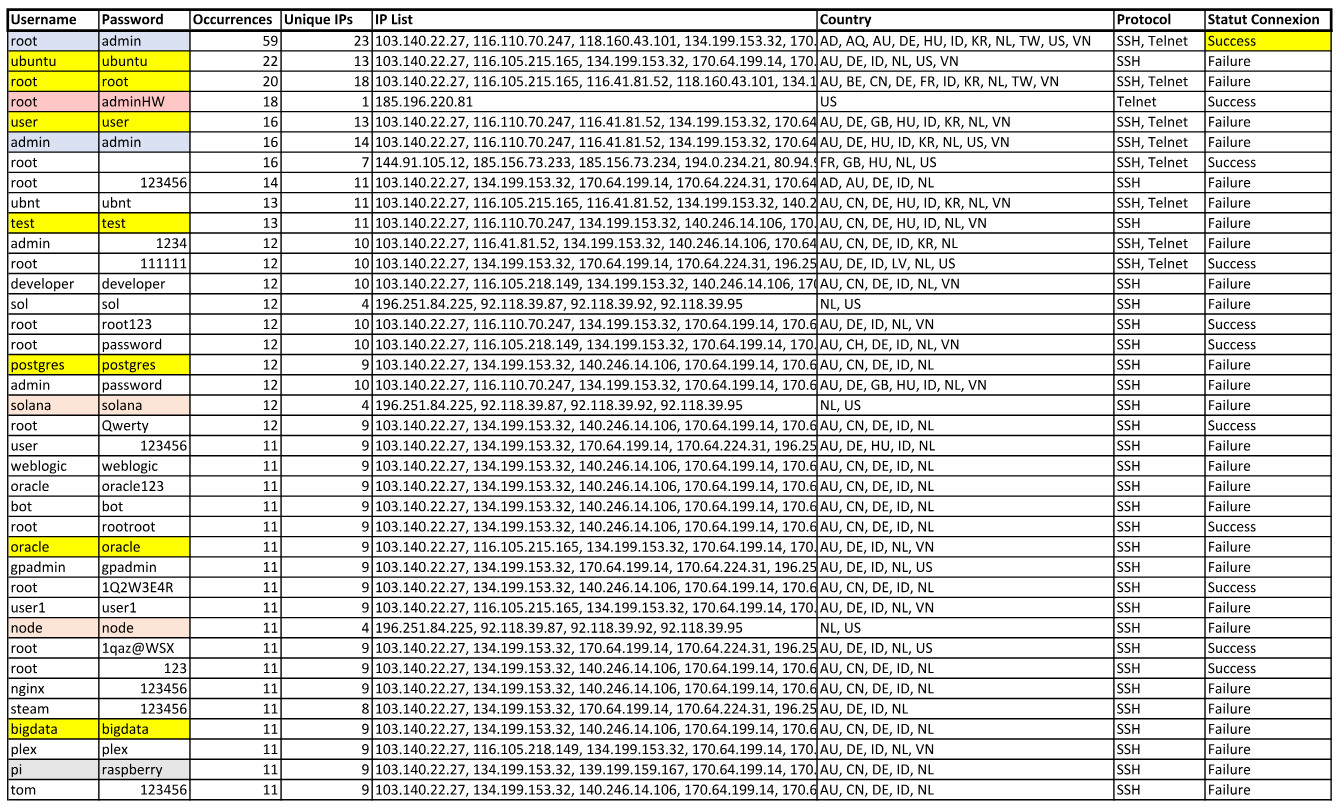 Username Password Occurrences Unique IPs IP List Country Protocol Statut Connexion
root admin 59 23 103.140.22.27, 116.110.70.247, 118.160.43.101, 134.199.153.32, 170. AD, AQ, AU, DE, HU, ID, KR, NL, TW, US, VN SSH, Telnet Success
ubuntu ubuntu 22 13 103.140.22.27, 116.105.215.165, 134.199.153.32, 170.64.199.14, 170. AU, DE, ID, NL, US, VN SSH Failure
root root 20 18 103.140.22.27, 116.105.215.165, 116.41.81.52, 118.160.43.101, 134.1 AU, BE, CN, DE, FR, ID, KR, NL, TW, VN SSH, Telnet Failure
root adminHW 18 1 185.196.220.81 US Telnet Success
user user 16 13 103.140.22.27, 116.110.70.247, 116.41.81.52, 134.199.153.32, 170.64 AU, DE, GB, HU, ID, KR, NL, VN SSH, Telnet Failure
admin admin 16 14 103.140.22.27, 116.110.70.247, 116.41.81.52, 134.199.153.32, 170.64 AU, DE, HU, ID, KR, NL, US, VN SSH, Telnet Failure
root 16 7 144.91.105.12, 185.156.73.233, 185.156.73.234, 194.0.234.21, 80.94.9 FR, GB, HU, NL, US SSH, Telnet Success
root 123456 14 11 103.140.22.27, 134.199.153.32, 170.64.199.14, 170.64.224.31, 170.64 AD, AU, DE, ID, NL SSH Failure
ubnt ubnt 13 11 103.140.22.27, 116.105.215.165, 116.41.81.52, 134.199.153.32, 140.2 AU, CN, DE, HU, ID, KR, NL, VN SSH, Telnet Failure
test test 13 11 103.140.22.27, 116.110.70.247, 134.199.153.32, 140.246.14.106, 170. AU, CN, DE, HU, ID, NL, VN SSH Failure
admin 1234 12 10 103.140.22.27, 116.41.81.52, 134.199.153.32, 140.246.14.106, 170.64 AU, CN, DE, ID, KR, NL SSH, Telnet Failure
root 111111 12 10 103.140.22.27, 134.199.153.32, 170.64.199.14, 170.64.224.31, 196.25 AU, DE, ID, LV, NL, US SSH, Telnet Success
developer developer 12 10 103.140.22.27, 116.105.218.149, 134.199.153.32, 140.246.14.106, 170 AU, CN, DE, ID, NL, VN SSH Failure
sol sol 12 4 196.251.84.225, 92.118.39.87, 92.118.39.92, 92.118.39.95 NL, US SSH Failure
root root123 12 10 103.140.22.27, 116.110.70.247, 134.199.153.32, 170.64.199.14, 170.6 AU, DE, ID, NL, VN SSH Success
root password 12 10 103.140.22.27, 116.105.218.149, 134.199.153.32, 170.64.199.14, 170. AU, CH, DE, ID, NL, VN SSH Success
postgres postgres 12 9 103.140.22.27, 134.199.153.32, 140.246.14.106, 170.64.199.14, 170.6 AU, CN, DE, ID, NL SSH Failure
admin password 12 10 103.140.22.27, 116.110.70.247, 134.199.153.32, 170.64.199.14, 170.6 AU, DE, GB, HU, ID, NL, VN SSH Failure
solana solana 12 4 196.251.84.225, 92.118.39.87, 92.118.39.92, 92.118.39.95 NL, US SSH Failure
root Qwerty 12 9 103.140.22.27, 134.199.153.32, 140.246.14.106, 170.64.199.14, 170.6 AU, CN, DE, ID, NL SSH Success
user 123456 11 9 103.140.22.27, 134.199.153.32, 170.64.199.14, 170.64.224.31, 196.25 AU, DE, HU, ID, NL SSH Failure
weblogic weblogic 11 9 103.140.22.27, 134.199.153.32, 140.246.14.106, 170.64.199.14, 170.6 AU, CN, DE, ID, NL SSH Failure
oracle oracle123 11 9 103.140.22.27, 134.199.153.32, 140.246.14.106, 170.64.199.14, 170.6 AU, CN, DE, ID, NL SSH Failure
bot bot 11 9 103.140.22.27, 134.199.153.32, 140.246.14.106, 170.64.199.14, 170.6 AU, CN, DE, ID, NL SSH Failure
root rootroot 11 9 103.140.22.27, 134.199.153.32, 140.246.14.106, 170.64.199.14, 170.6 AU, CN, DE, ID, NL SSH Success
oracle oracle 11 9 103.140.22.27, 116.105.215.165, 134.199.153.32, 170.64.199.14, 170. AU, DE, ID, NL, VN SSH Failure
gpadmin gpadmin 11 9 103.140.22.27, 134.199.153.32, 170.64.199.14, 170.64.224.31, 196.25 AU, DE, ID, NL, US SSH Failure
root 1Q2W3E4R 11 9 103.140.22.27, 134.199.153.32, 140.246.14.106, 170.64.199.14, 170.6 AU, CN, DE, ID, NL SSH Success
user1 user1 11 9 103.140.22.27, 116.105.215.165, 134.199.153.32, 170.64.199.14, 170. AU, DE, ID, NL, VN SSH Failure
node node 11 4 196.251.84.225, 92.118.39.87, 92.118.39.92, 92.118.39.95 NL, US SSH Failure
root 1qaz@WSX 11 9 103.140.22.27, 134.199.153.32, 170.64.199.14, 170.64.224.31, 196.25 AU, DE, ID, NL, US SSH Success
root 123 11 9 103.140.22.27, 134.199.153.32, 140.246.14.106, 170.64.199.14, 170.6 AU, CN, DE, ID, NL SSH Success
nginx 123456 11 9 103.140.22.27, 134.199.153.32, 140.246.14.106, 170.64.199.14, 170.6 AU, CN, DE, ID, NL SSH Failure
steam 123456 11 8 103.140.22.27, 134.199.153.32, 170.64.199.14, 170.64.224.31, 196.25 AU, DE, ID, NL SSH Failure
bigdata bigdata 11 9 103.140.22.27, 134.199.153.32, 140.246.14.106, 170.64.199.14, 170.6 AU, CN, DE, ID, NL SSH Failure
plex plex 11 9 103.140.22.27, 116.105.218.149, 134.199.153.32, 170.64.199.14, 170. AU, DE, ID, NL, VN SSH Failure
pi raspberry 11 9 103.140.22.27, 134.199.153.32, 139.199.159.167, 170.64.199.14, 170. AU, CN, DE, ID, NL SSH Failure
tom 123456 11 9 103.140.22.27, 134.199.153.32, 140.246.14.106, 170.64.199.14, 170.6 AU, CN, DE, ID, NL SSH Failure